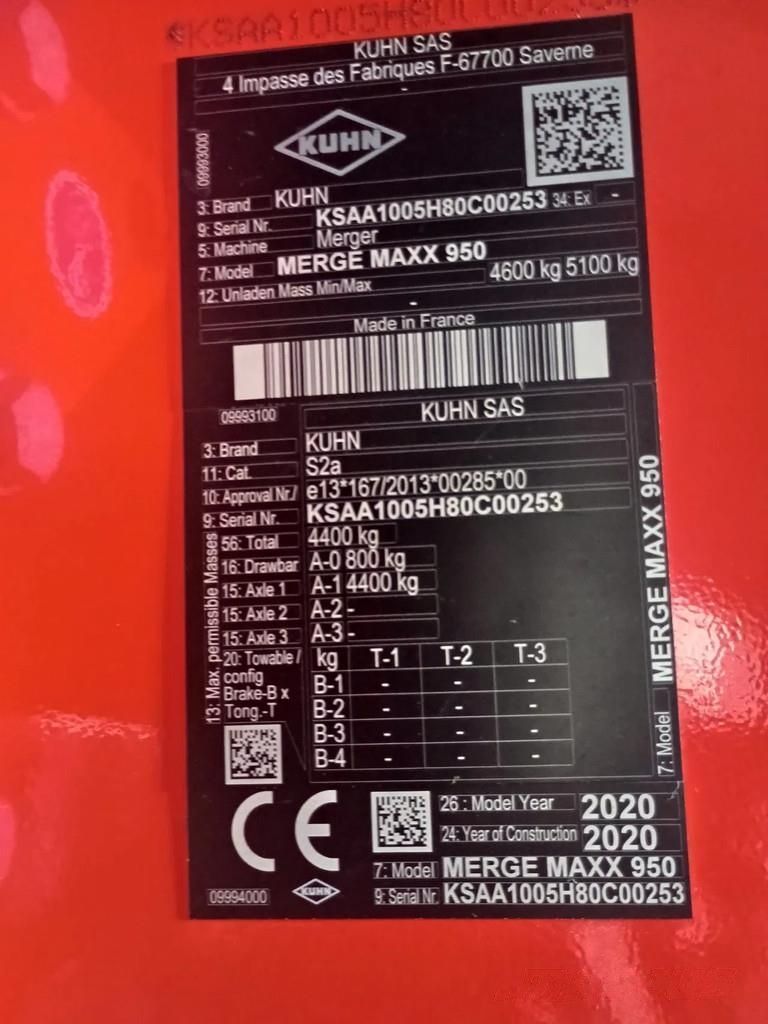 *KSAA1005H80C00253*
KUHN SAS
4 Impasse des Fabriques F-67700 Saverne
09993000
KUHN
3: Brand KUHN
9: Serial Nr. KSAA1005H80C00253 34: Ex -
5: Machine Merger
7: Model MERGE MAXX 950
12: Unladen Mass Min/Max 4600 kg 5100 kg
-
Made in France
09993100 KUHN SAS
3: Brand KUHN
11: Cat. S2a
10: Approval Nr./ e13*167/2013*00285*00
9: Serial Nr. KSAA1005H80C00253
13: Max. permissible Masses
56: Total 4400 kg
16: Drawbar A-0 800 kg
15: Axle 1 A-1 4400 kg
15: Axle 2 A-2 -
15: Axle 3 A-3 -
20: Towable /
config
Brake-B x
Tong.-T
kg T-1 T-2 T-3
B-1 - - -
B-2 - - -
B-3 - - -
B-4 - - -
7: Model MERGE MAXX 950
CE
26 : Model Year 2020
24: Year of Construction 2020
7: Model MERGE MAXX 950
9: Serial Nr KSAA1005H80C00253
09994000
KUHN